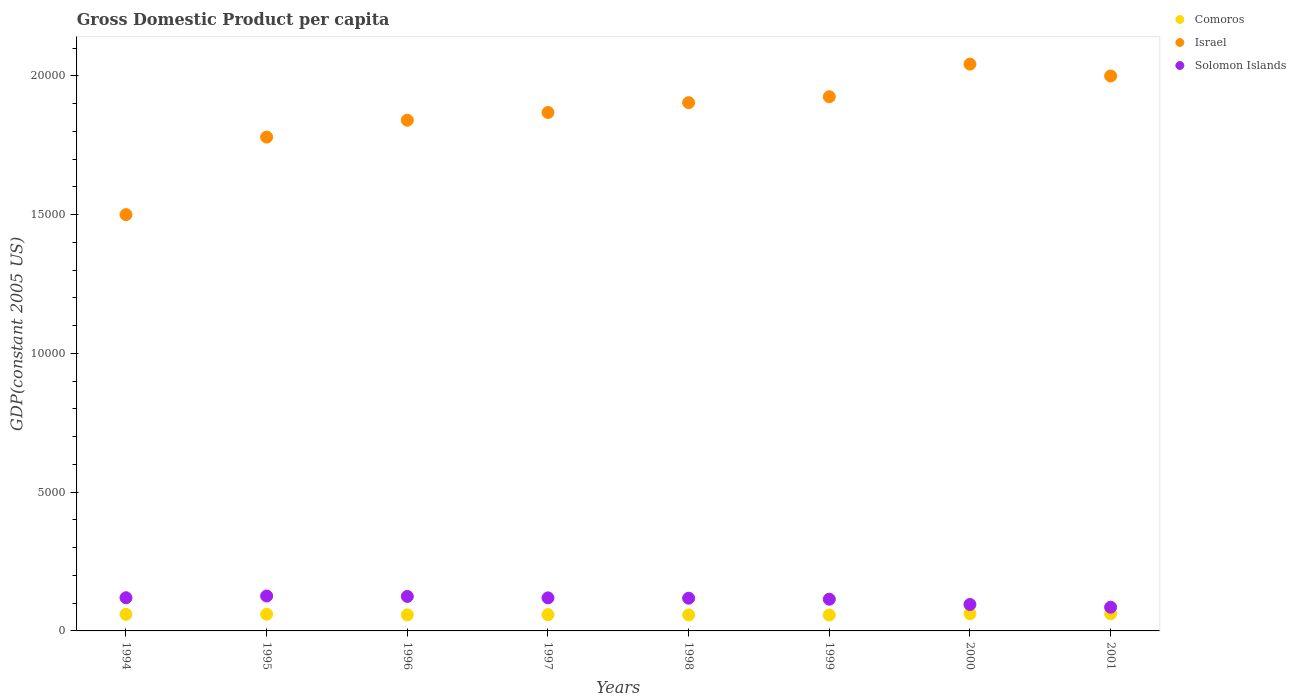 Gross Domestic Product per capita
Comoros
Israel
Solomon Islands
GDP(constant 2005 US)
20000
15000
10000
5000
0
1994
1995
1996
1997
1998
1999
2000
2001
Years